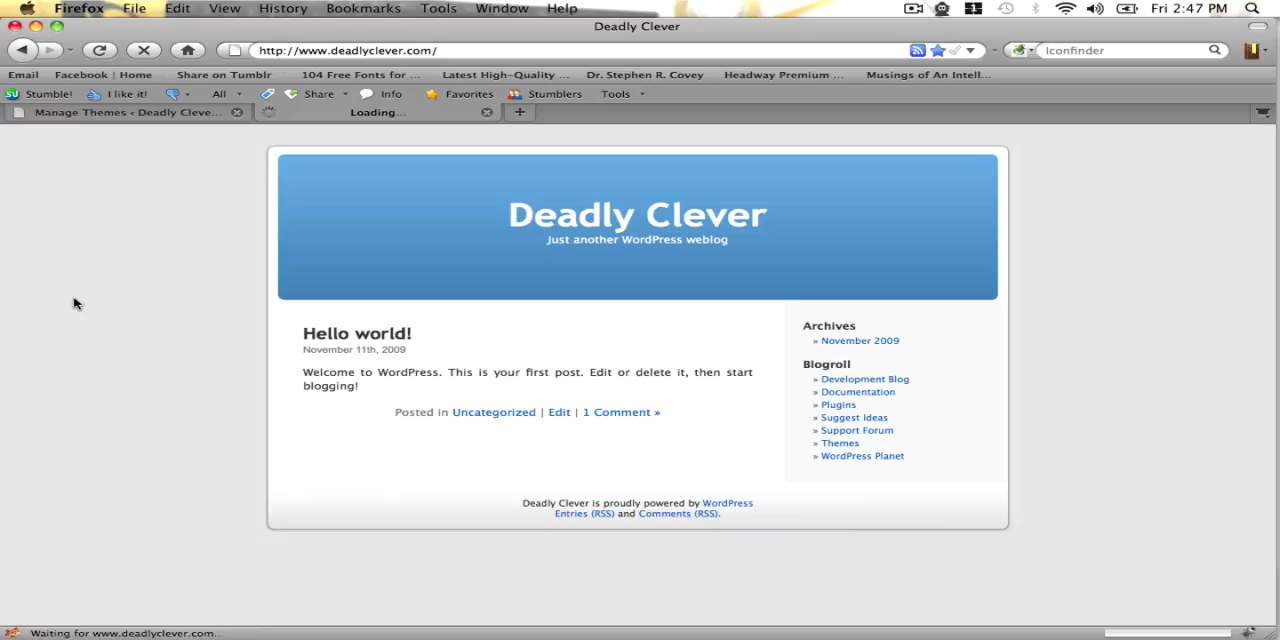 Firefox File Edit View History Bookmarks Tools Window Help Fri 2:47 PM
Deadly Clever
http://www.deadlyclever.com/ Iconfinder
Email Facebook | Home Share on Tumblr 104 Free Fonts for ... Latest High-Quality ... Dr. Stephen R. Covey Headway Premium ... Musings of An Intell...
Stumble! I like it! All Share Info Favorites Stumblers Tools
Manage Themes ‹ Deadly Cleve... Loading...
Deadly Clever
Just another WordPress weblog
Hello world!
November 11th, 2009
Welcome to WordPress. This is your first post. Edit or delete it, then start
blogging!
Posted in Uncategorized | Edit | 1 Comment »
Archives
» November 2009
Blogroll
» Development Blog
» Documentation
» Plugins
» Suggest Ideas
» Support Forum
» Themes
» WordPress Planet
Deadly Clever is proudly powered by WordPress
Entries (RSS) and Comments (RSS).
Waiting for www.deadlyclever.com...